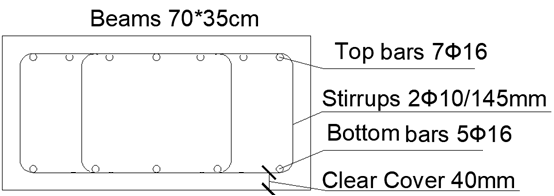 Beams 70*35cm
Top bars 7Φ16
Stirrups 2Φ10/145mm
Bottom bars 5Φ16
Clear Cover 40mm